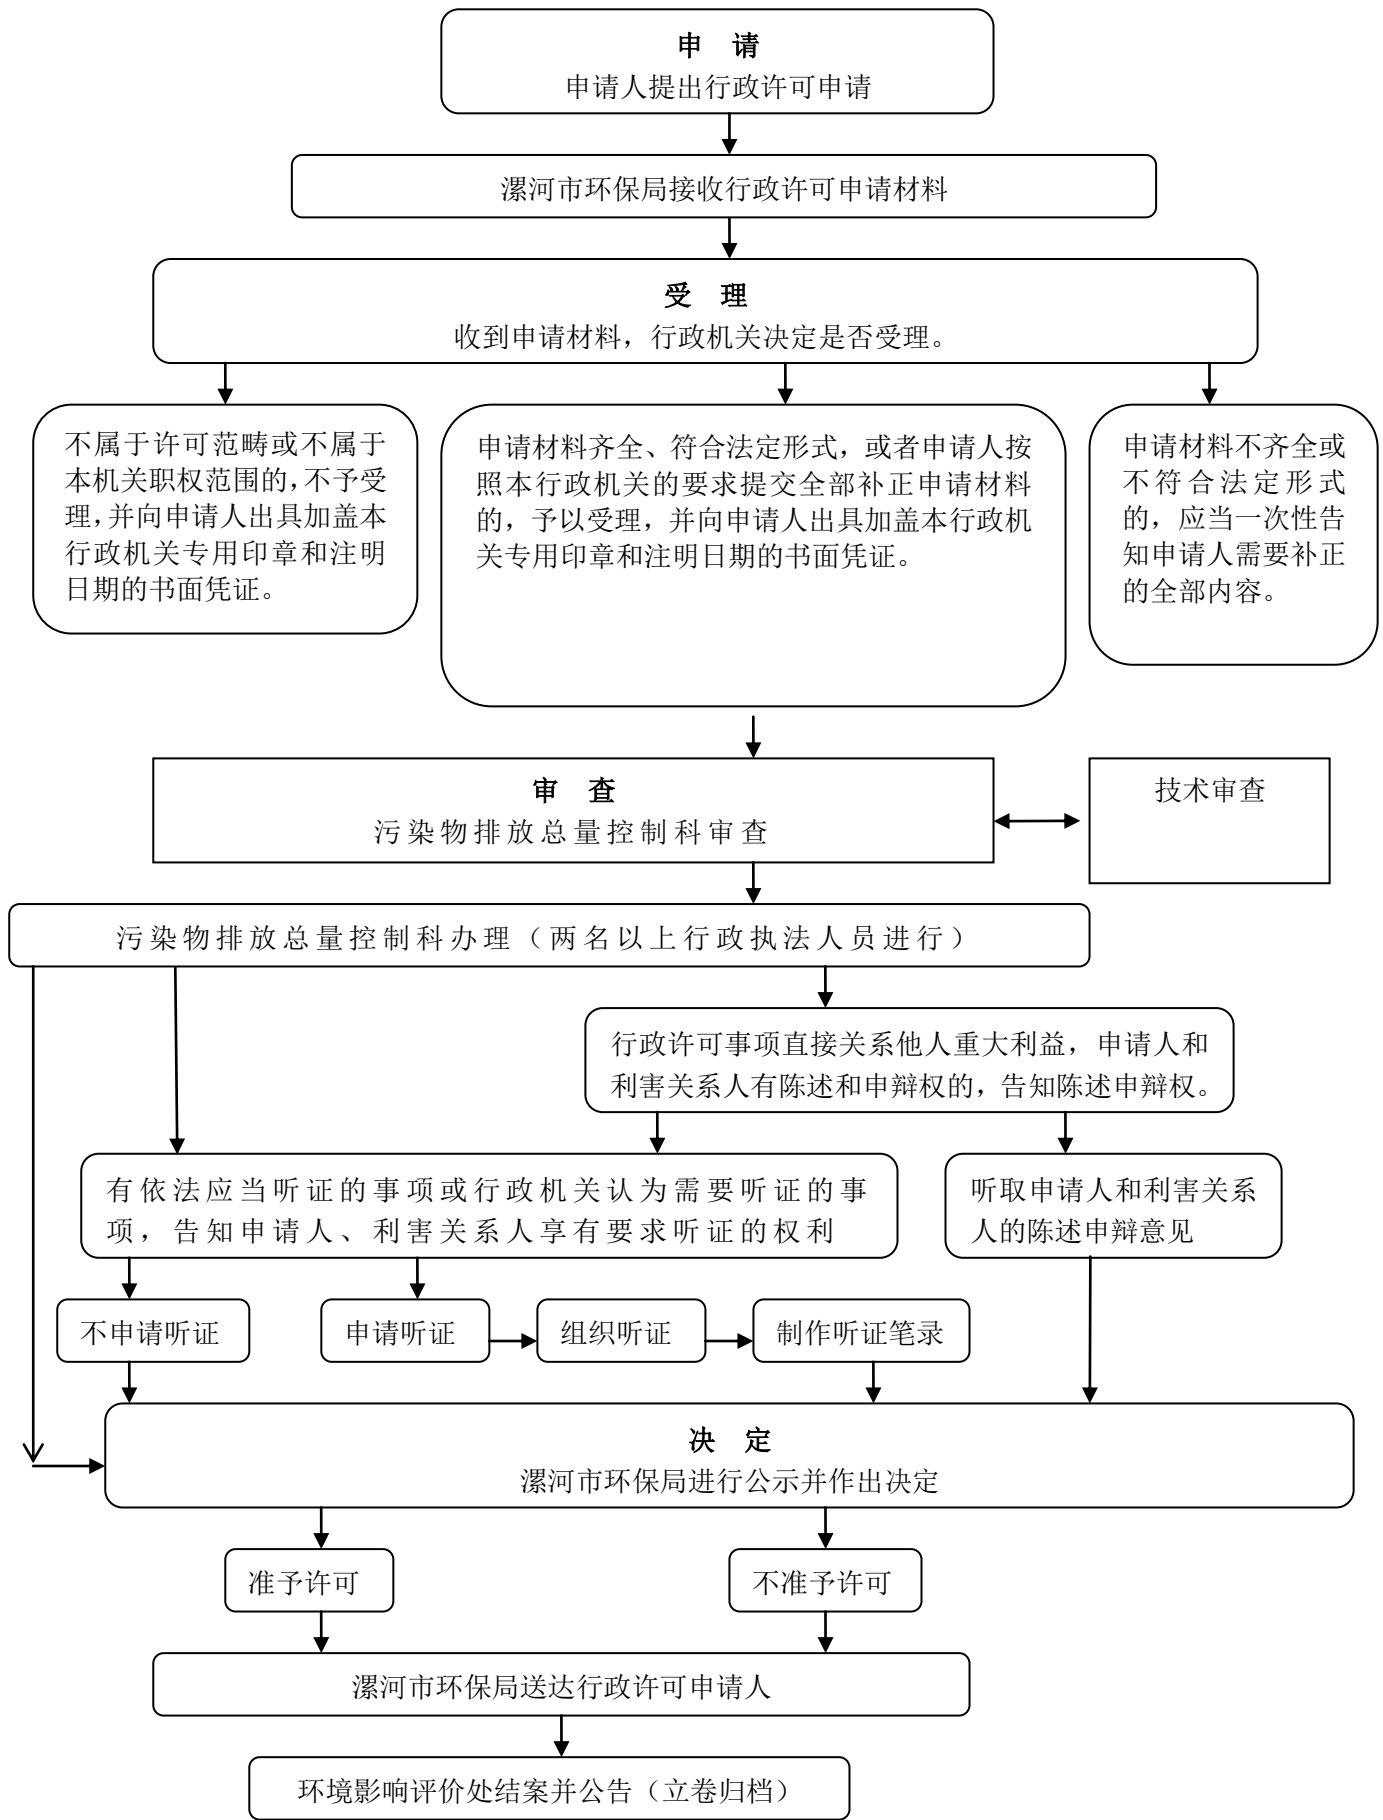 申 请
申请人提出行政许可申请
漯河市环保局接收行政许可申请材料
受 理
收到申请材料，行政机关决定是否受理。
不属于许可范畴或不属于
本机关职权范围的，不予受
理，并向申请人出具加盖本
行政机关专用印章和注明
日期的书面凭证。
申请材料齐全、符合法定形式，或者申请人按
照本行政机关的要求提交全部补正申请材料
的，予以受理，并向申请人出具加盖本行政机
关专用印章和注明日期的书面凭证。
申请材料不齐全或
不符合法定形式
的，应当一次性告
知申请人需要补正
的全部内容。
审 查
污染物排放总量控制科审查
技术审查
污染物排放总量控制科办理（两名以上行政执法人员进行）
行政许可事项直接关系他人重大利益，申请人和
利害关系人有陈述和申辩权的，告知陈述申辩权。
有依法应当听证的事项或行政机关认为需要听证的事
项，告知申请人、利害关系人享有要求听证的权利
听取申请人和利害关系
人的陈述申辩意见
不申请听证
申请听证
组织听证
制作听证笔录
决 定
漯河市环保局进行公示并作出决定
准予许可
不准予许可
漯河市环保局送达行政许可申请人
环境影响评价处结案并公告（立卷归档）